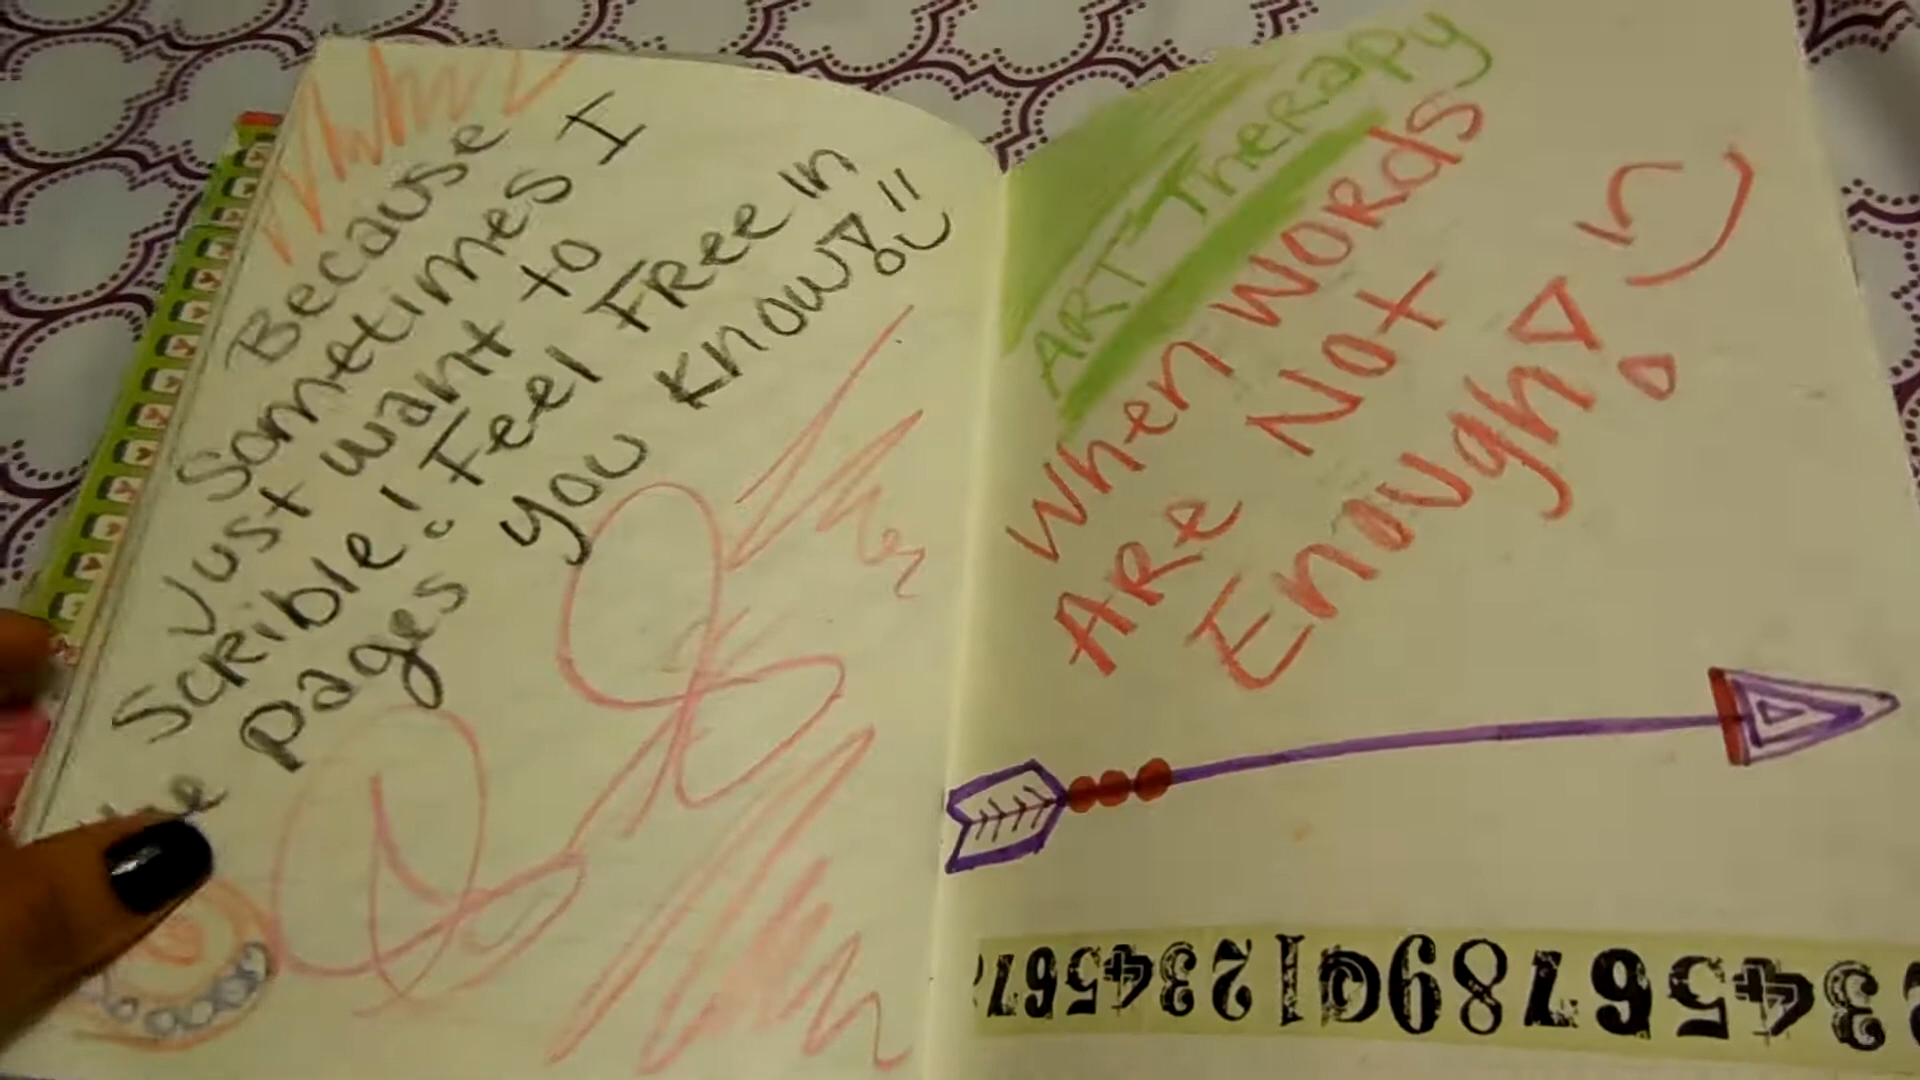 Because
Sometimes I
Just want to
Scrible! Feel Free in
the pages you know!!
ART Therapy
When Words
ARe Not
Enough!